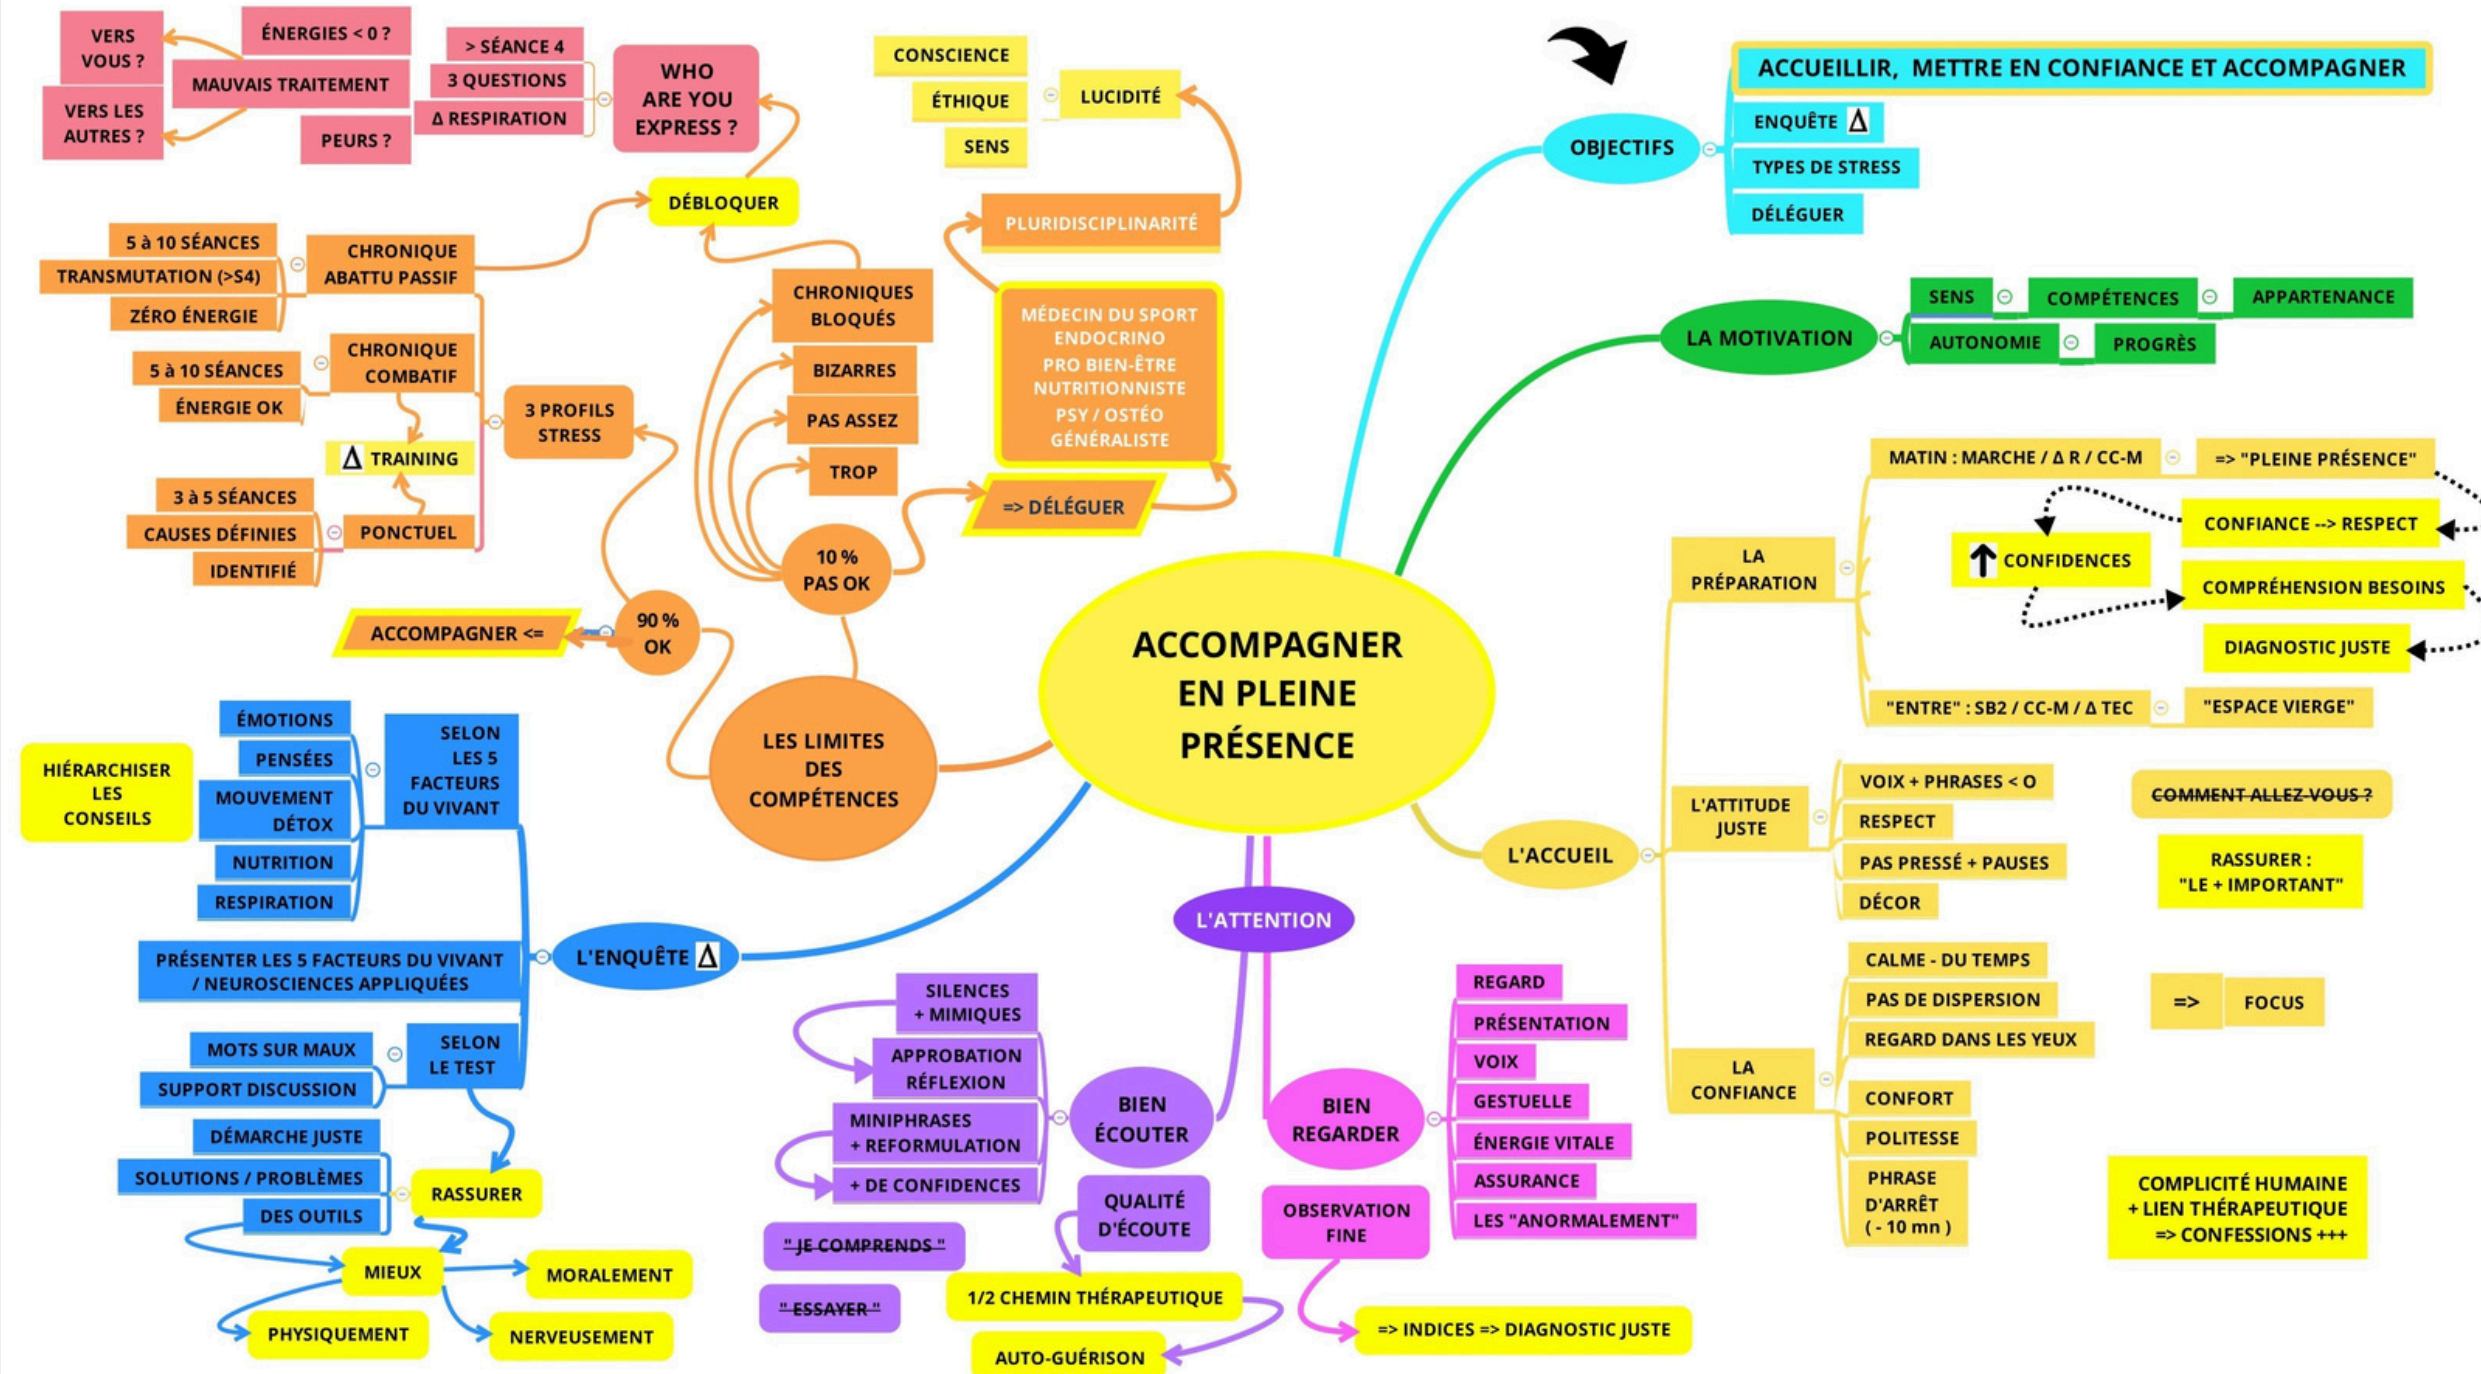 ACCOMPAGNER
EN PLEINE
PRÉSENCE
OBJECTIFS
ACCUEILLIR, METTRE EN CONFIANCE ET ACCOMPAGNER
ENQUÊTE Δ
TYPES DE STRESS
DÉLÉGUER
LA MOTIVATION
SENS
COMPÉTENCES
APPARTENANCE
AUTONOMIE
PROGRÈS
L'ACCUEIL
LA
PRÉPARATION
MATIN : MARCHE / Δ R / CC-M
=> "PLEINE PRÉSENCE"
CONFIANCE --> RESPECT
CONFIDENCES
COMPRÉHENSION BESOINS
DIAGNOSTIC JUSTE
"ENTRE" : SB2 / CC-M / Δ TEC
"ESPACE VIERGE"
L'ATTITUDE
JUSTE
VOIX + PHRASES < O
RESPECT
PAS PRESSÉ + PAUSES
DÉCOR
COMMENT ALLEZ-VOUS ?
RASSURER :
"LE + IMPORTANT"
LA
CONFIANCE
CALME - DU TEMPS
PAS DE DISPERSION
REGARD DANS LES YEUX
=>
FOCUS
CONFORT
POLITESSE
PHRASE
D'ARRÊT
( - 10 mn )
COMPLICITÉ HUMAINE
+ LIEN THÉRAPEUTIQUE
=> CONFESSIONS +++
L'ATTENTION
BIEN
REGARDER
REGARD
PRÉSENTATION
VOIX
GESTUELLE
ÉNERGIE VITALE
ASSURANCE
LES "ANORMALEMENT"
OBSERVATION
FINE
=> INDICES => DIAGNOSTIC JUSTE
BIEN
ÉCOUTER
SILENCES
+ MIMIQUES
APPROBATION
RÉFLEXION
MINIPHRASES
+ REFORMULATION
+ DE CONFIDENCES
QUALITÉ
D'ÉCOUTE
" JE COMPRENDS "
" ESSAYER "
1/2 CHEMIN THÉRAPEUTIQUE
AUTO-GUÉRISON
L'ENQUÊTE Δ
SELON
LES 5
FACTEURS
DU VIVANT
ÉMOTIONS
PENSÉES
MOUVEMENT
DÉTOX
NUTRITION
RESPIRATION
HIÉRARCHISER
LES
CONSEILS
PRÉSENTER LES 5 FACTEURS DU VIVANT
/ NEUROSCIENCES APPLIQUÉES
SELON
LE TEST
MOTS SUR MAUX
SUPPORT DISCUSSION
RASSURER
DÉMARCHE JUSTE
SOLUTIONS / PROBLÈMES
DES OUTILS
MIEUX
MORALEMENT
PHYSIQUEMENT
NERVEUSEMENT
LES LIMITES
DES
COMPÉTENCES
90 %
OK
ACCOMPAGNER <=
3 PROFILS
STRESS
CHRONIQUE
ABATTU PASSIF
5 à 10 SÉANCES
TRANSMUTATION (>S4)
ZÉRO ÉNERGIE
CHRONIQUE
COMBATIF
5 à 10 SÉANCES
ÉNERGIE OK
Δ TRAINING
PONCTUEL
3 à 5 SÉANCES
CAUSES DÉFINIES
IDENTIFIÉ
10 %
PAS OK
CHRONIQUES
BLOQUÉS
BIZARRES
PAS ASSEZ
TROP
=> DÉLÉGUER
MÉDECIN DU SPORT
ENDOCRINO
PRO BIEN-ÊTRE
NUTRITIONNISTE
PSY / OSTÉO
GÉNÉRALISTE
PLURIDISCIPLINARITÉ
LUCIDITÉ
CONSCIENCE
ÉTHIQUE
SENS
DÉBLOQUER
WHO
ARE YOU
EXPRESS ?
> SÉANCE 4
3 QUESTIONS
Δ RESPIRATION
ÉNERGIES < 0 ?
MAUVAIS TRAITEMENT
PEURS ?
VERS
VOUS ?
VERS LES
AUTRES ?